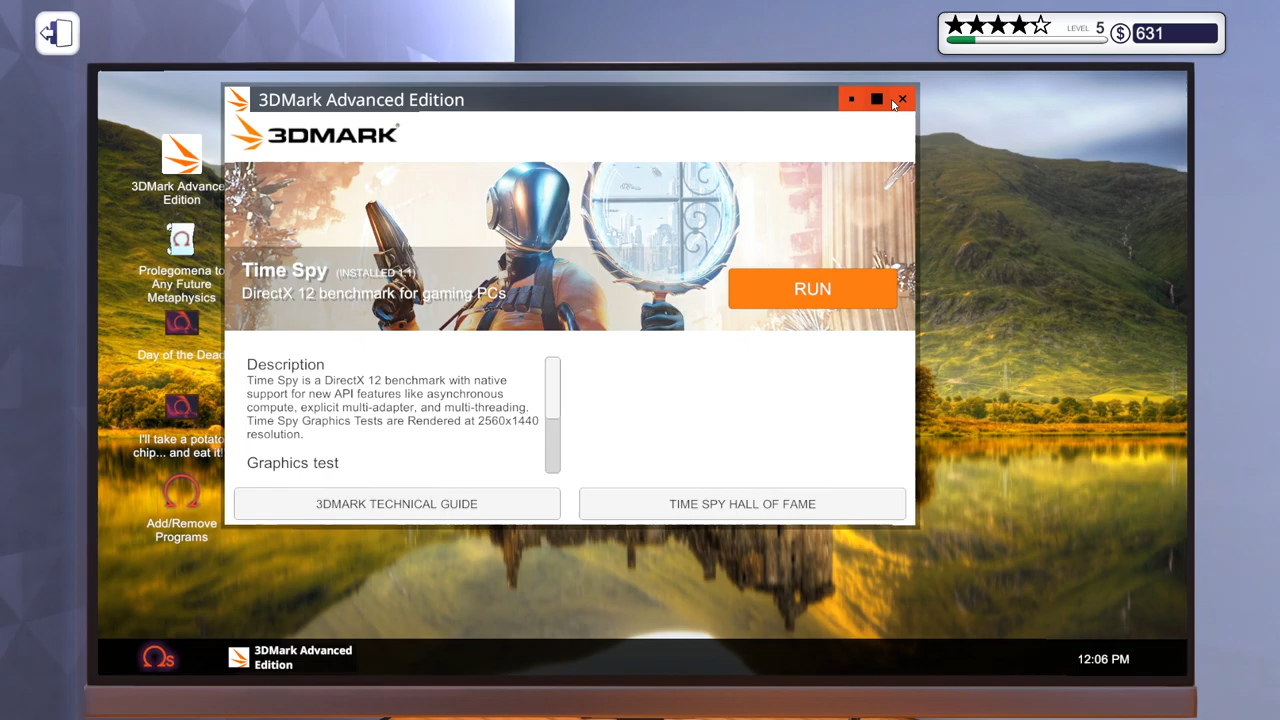 LEVEL 5
$ 631
3DMark Advanced Edition
3DMARK
3DMark Advance
Edition
Prolegomena to
Any Future
Metaphysics
Day of the Dead
I'll take a potato
chip... and eat it!
Add/Remove
Programs
Time Spy (INSTALLED 1.1)
DirectX 12 benchmark for gaming PCs
RUN
Description
Time Spy is a DirectX 12 benchmark with native
support for new API features like asynchronous
compute, explicit multi-adapter, and multi-threading.
Time Spy Graphics Tests are Rendered at 2560x1440
resolution.
Graphics test
3DMARK TECHNICAL GUIDE
TIME SPY HALL OF FAME
Ωs
3DMark Advanced
Edition
12:06 PM